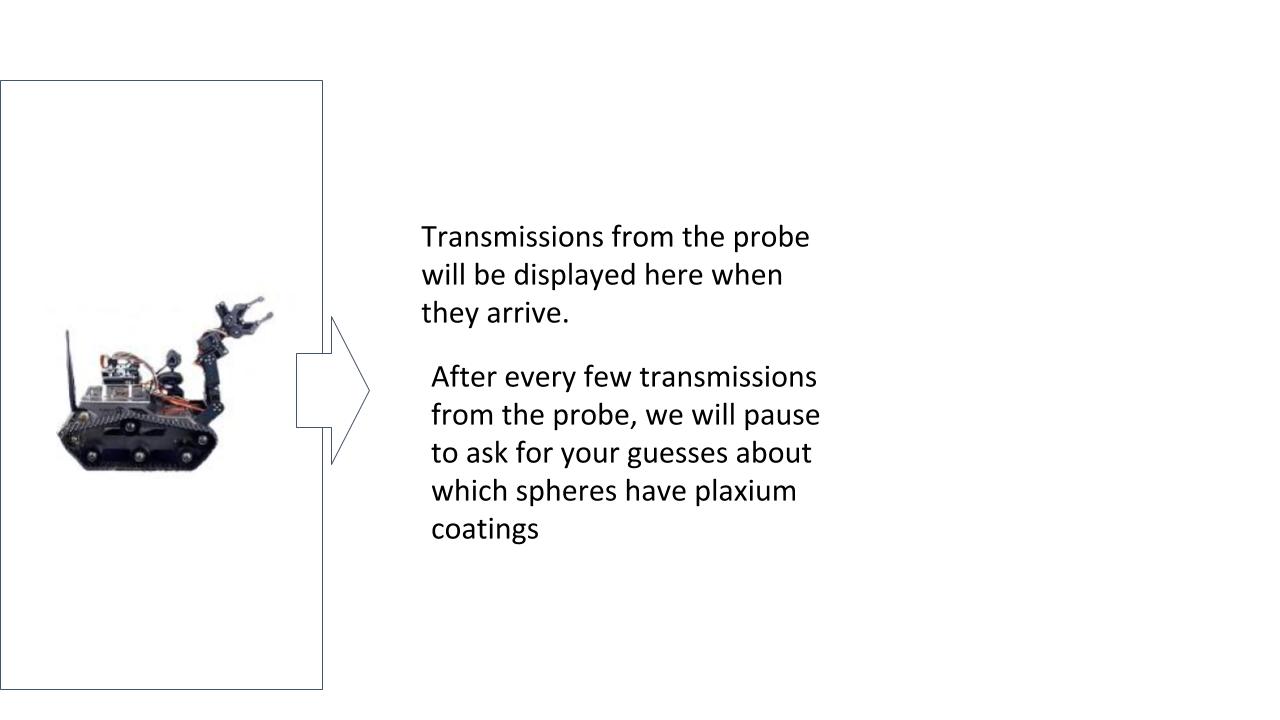 Transmissions from the probe
will be displayed here when
they arrive.
After every few transmissions
from the probe, we will pause
to ask for your guesses about
which spheres have plaxium
coatings